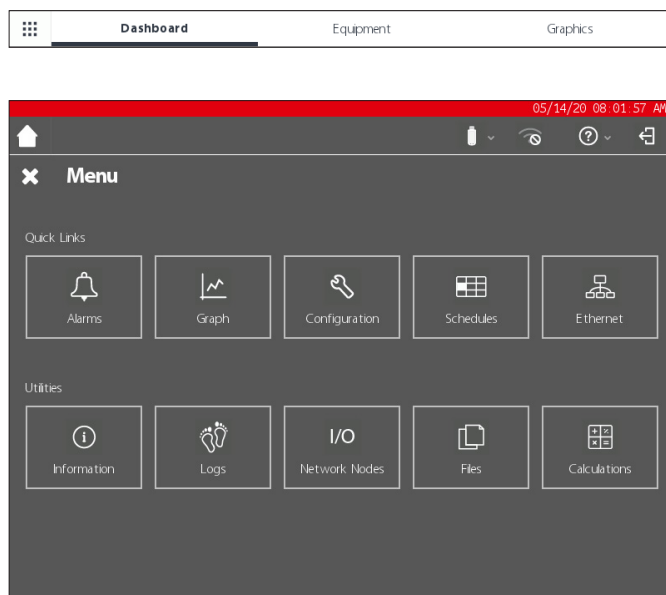 Dashboard Equipment Graphics
05/14/20 08:01:57 AM
Menu
Quick Links
Alarms Graph Configuration Schedules Ethernet
Utilities
I/O
Information Logs Network Nodes Files Calculations